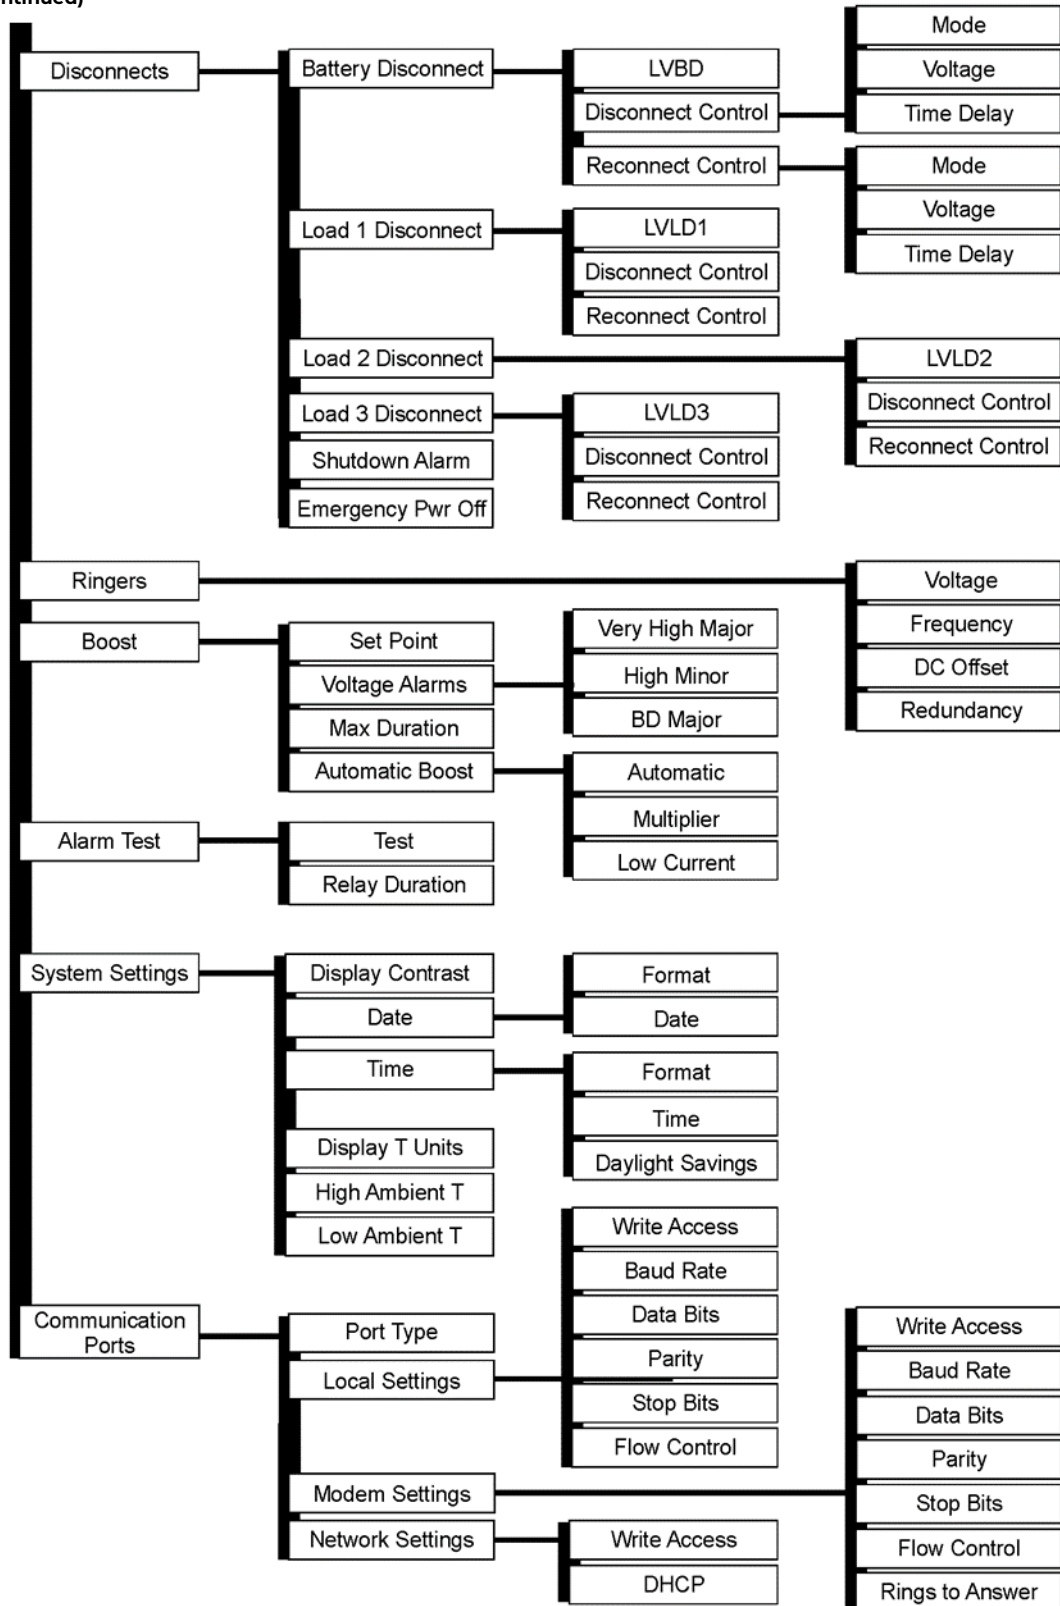 ntinued)
Disconnects
Battery Disconnect
LVBD
Disconnect Control
Mode
Voltage
Time Delay
Reconnect Control
Mode
Voltage
Time Delay
Load 1 Disconnect
LVLD1
Disconnect Control
Reconnect Control
Load 2 Disconnect
LVLD2
Disconnect Control
Reconnect Control
Load 3 Disconnect
LVLD3
Disconnect Control
Reconnect Control
Shutdown Alarm
Emergency Pwr Off
Ringers
Voltage
Frequency
DC Offset
Redundancy
Boost
Set Point
Voltage Alarms
Very High Major
High Minor
BD Major
Max Duration
Automatic Boost
Automatic
Multiplier
Low Current
Alarm Test
Test
Relay Duration
System Settings
Display Contrast
Date
Format
Date
Time
Format
Time
Daylight Savings
Display T Units
High Ambient T
Low Ambient T
Communication
Ports
Port Type
Local Settings
Write Access
Baud Rate
Data Bits
Parity
Stop Bits
Flow Control
Modem Settings
Write Access
Baud Rate
Data Bits
Parity
Stop Bits
Flow Control
Rings to Answer
Network Settings
Write Access
DHCP